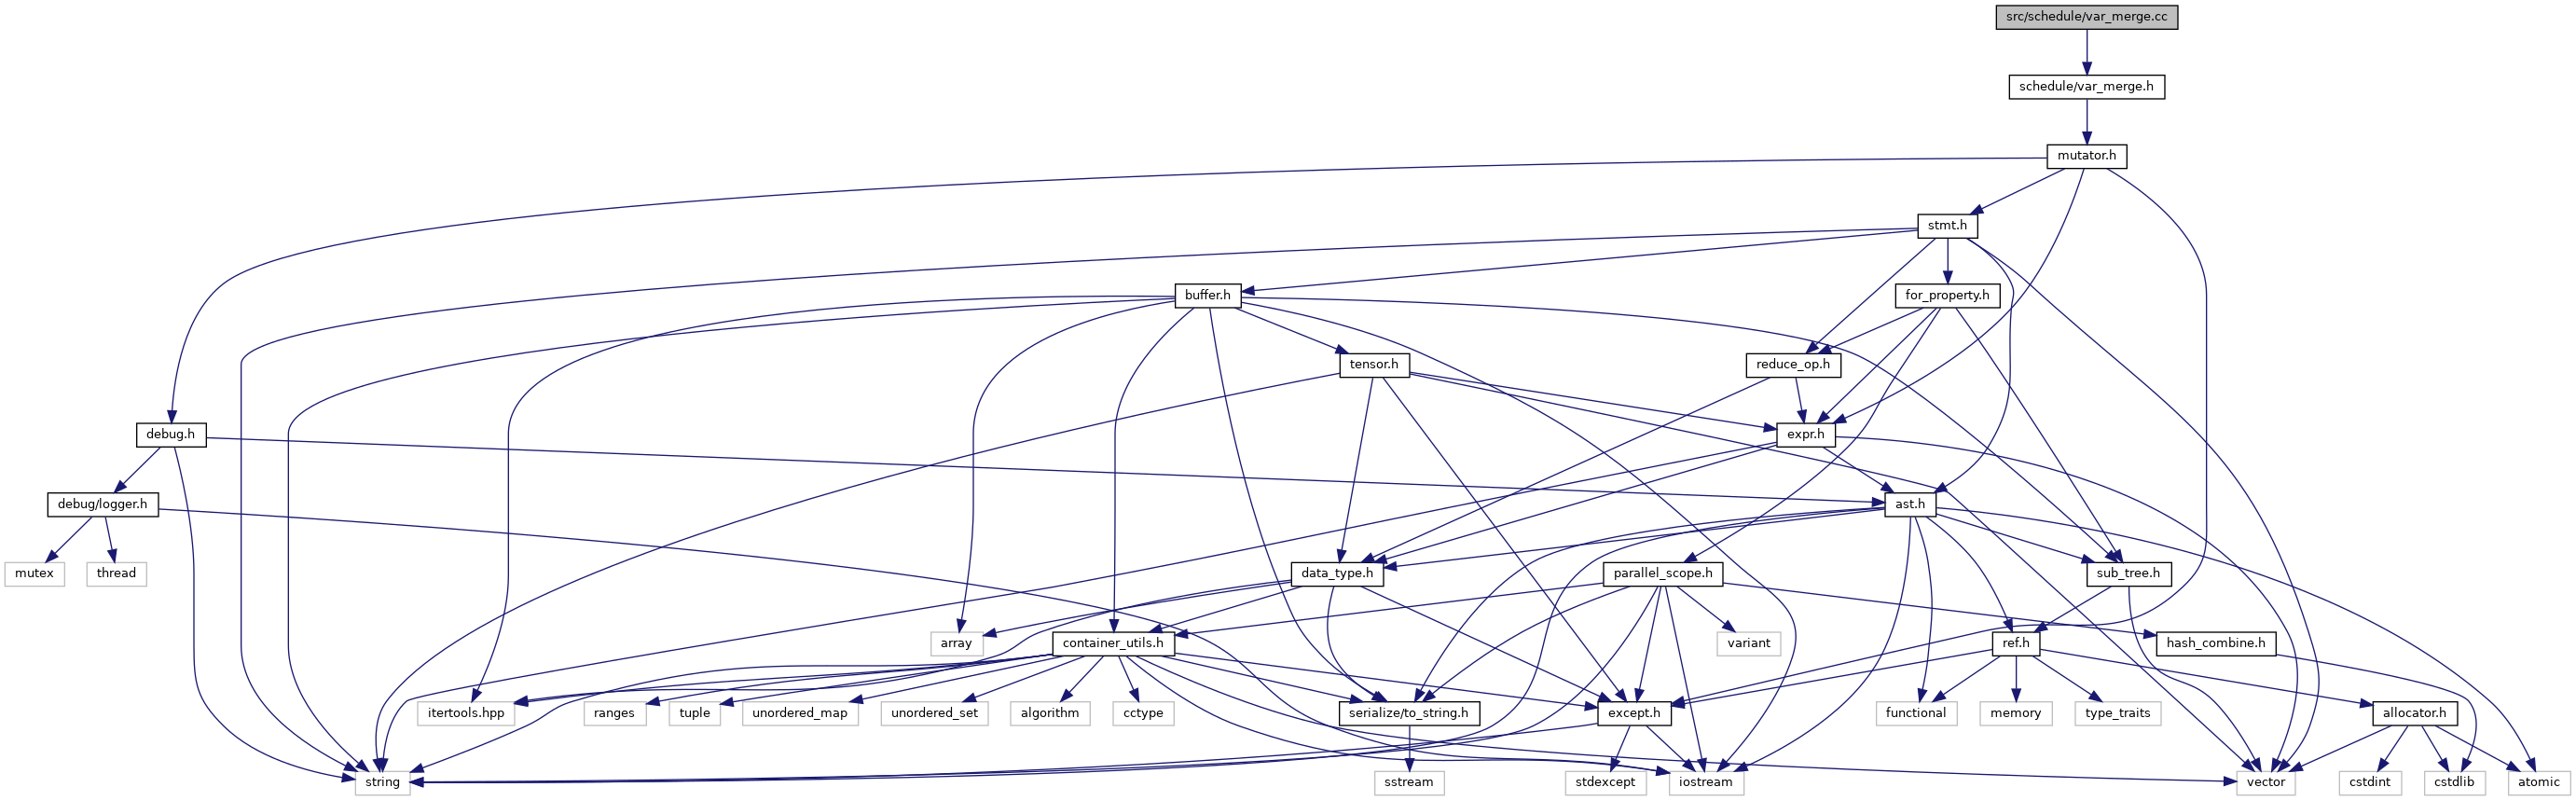 src/schedule/var_merge.cc
schedule/var_merge.h
mutator.h
stmt.h
buffer.h
for_property.h
tensor.h
reduce_op.h
debug.h
expr.h
debug/logger.h
ast.h
mutex
thread
data_type.h
parallel_scope.h
sub_tree.h
array
container_utils.h
variant
ref.h
hash_combine.h
itertools.hpp
ranges
tuple
unordered_map
unordered_set
algorithm
cctype
serialize/to_string.h
except.h
functional
memory
type_traits
allocator.h
string
sstream
stdexcept
iostream
vector
cstdint
cstdlib
atomic